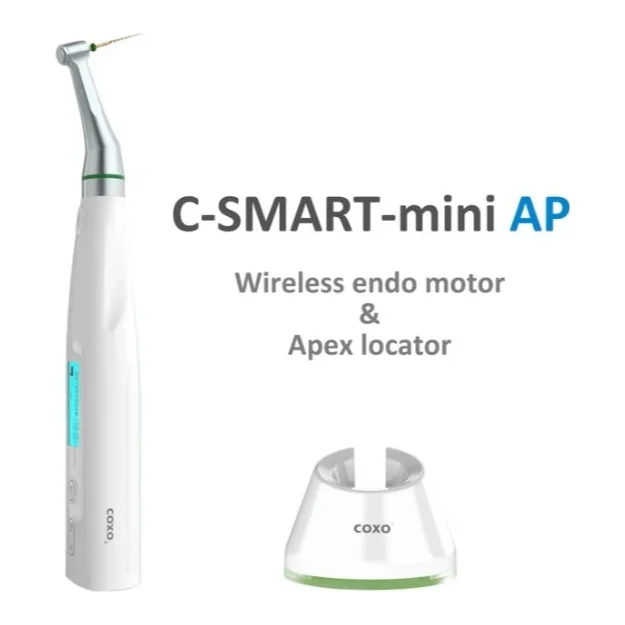 C-SMART-mini AP
Wireless endo motor
&
Apex locator
COXO
COXO